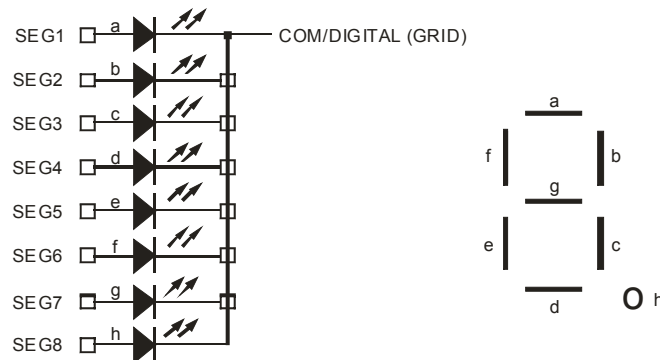 SEG1 a COM/DIGITAL (GRID)
SEG2 b
SEG3 c
SEG4 d
SEG5 e
SEG6 f
SEG7 g
SEG8 h
a
f b
g
e c
d h